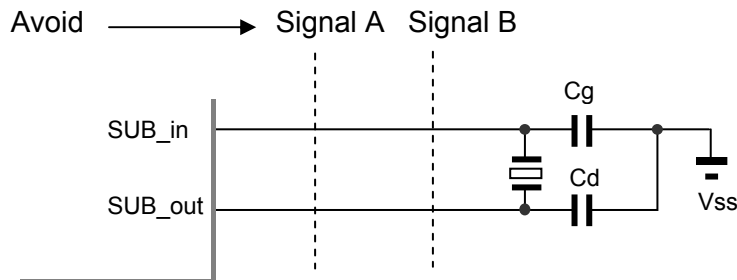 Avoid Signal A Signal B
Cg
SUB_in
Cd
SUB_out
Vss